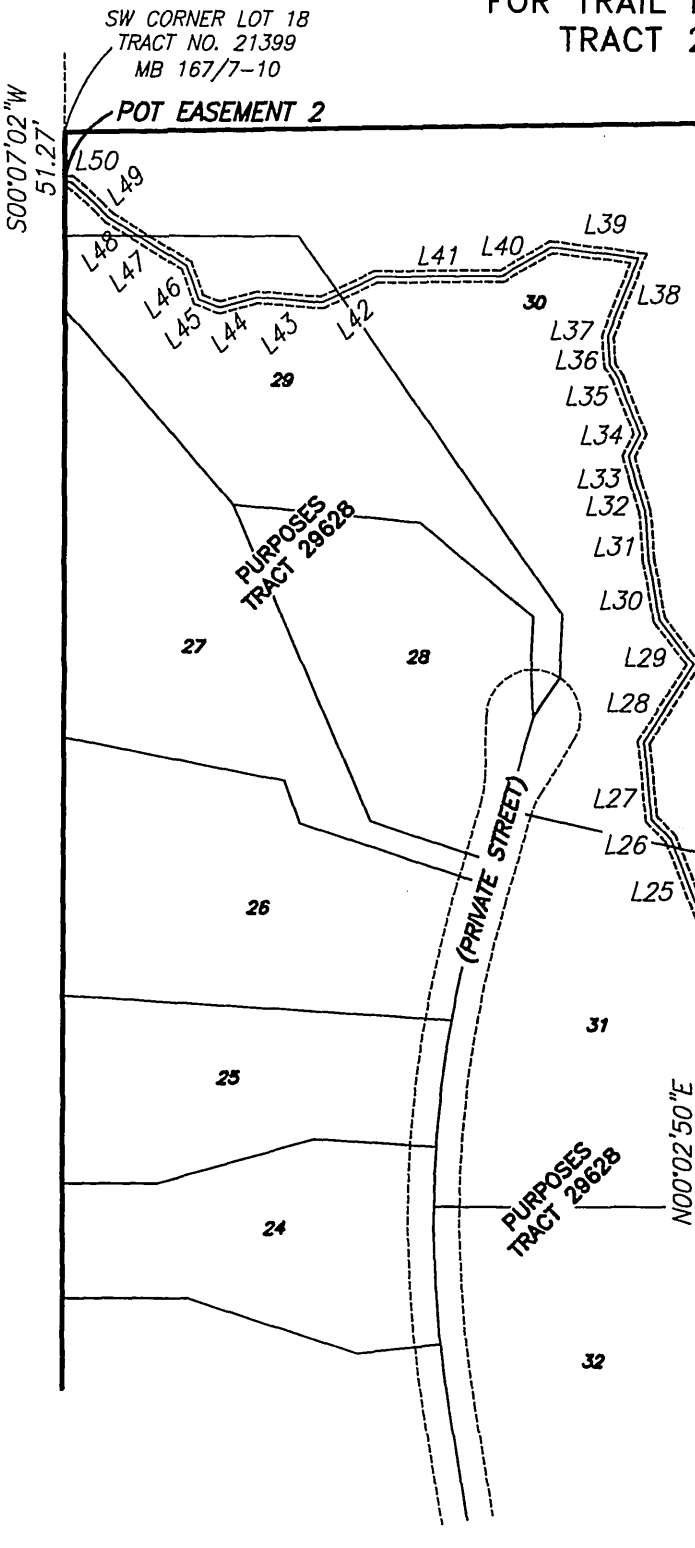 FOR TRAIL
TRACT 2
SW CORNER LOT 18
TRACT NO. 21399
MB 167/7-10
POT EASEMENT 2
S00°07'02"W
51.27'
L50
L49
L48
L47
L46
L45
L44
L43
L42
L41
L40
L39
L38
L37
L36
L35
L34
L33
L32
L31
L30
L29
L28
L27
L26
L25
30
29
PURPOSES
TRACT 29628
27
28
(PRIVATE STREET)
26
31
25
N00°02'50"E
PURPOSES
TRACT 29628
24
32